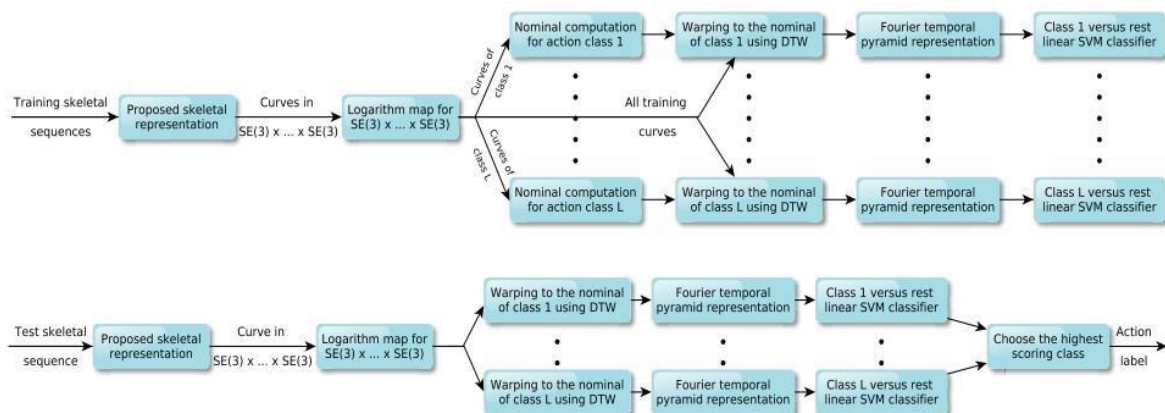 Nominal computation
for action class 1
Warping to the nominal
of class 1 using DTW
Fourier temporal
pyramid representation
Class 1 versus rest
linear SVM classifier
Curves of
class 1
Training skeletal
sequences
Proposed skeletal
representation
Curves in
SE(3) x ... x SE(3)
Logarithm map for
SE(3) x ... x SE(3)
All training
curves
Curves of
class L
Nominal computation
for action class L
Warping to the nominal
of class L using DTW
Fourier temporal
pyramid representation
Class L versus rest
linear SVM classifier
Test skeletal
sequence
Proposed skeletal
representation
Curve in
SE(3) x ... x SE(3)
Logarithm map for
SE(3) x ... x SE(3)
Warping to the nominal
of class 1 using DTW
Fourier temporal
pyramid representation
Class 1 versus rest
linear SVM classifier
Warping to the nominal
of class L using DTW
Fourier temporal
pyramid representation
Class L versus rest
linear SVM classifier
Choose the highest
scoring class
Action
label